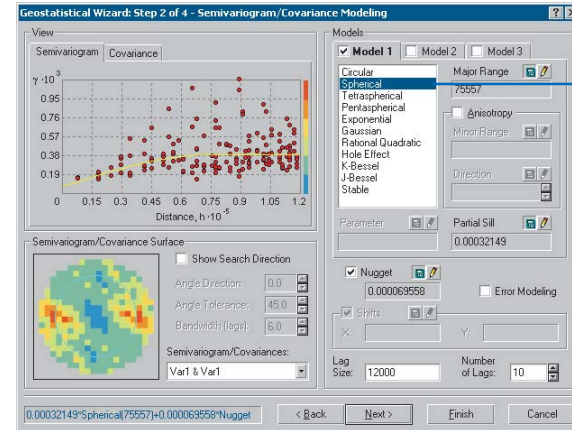 Geostatistical Wizard: Step 2 of 4 - Semivariogram/Covariance Modeling
View
Semivariogram Covariance
γ·10³
0.95
0.76
0.57
0.38
0.19
0 0.15 0.3 0.45 0.6 0.75 0.9 1.05 1.2
Distance, h·10⁻⁵
Semivariogram/Covariance Surface
Show Search Direction
Angle Direction: 0.0
Angle Tolerance: 45.0
Bandwidth (lags): 6.0
Semivariogram/Covariances:
Var1 & Var1
Models
Model 1 Model 2 Model 3
Circular
Spherical
Tetraspherical
Pentaspherical
Exponential
Gaussian
Rational Quadratic
Hole Effect
K-Bessel
J-Bessel
Stable
Major Range
75557
Anisotropy
Minor Range
Direction
Parameter
Partial Sill
0.00032149
Nugget
0.000069558
Error Modeling
Shifts
X:
Y:
Lag Size: 12000
Number of Lags: 10
0.00032149*Spherical(75557)+0.000069558*Nugget
< Back Next > Finish Cancel